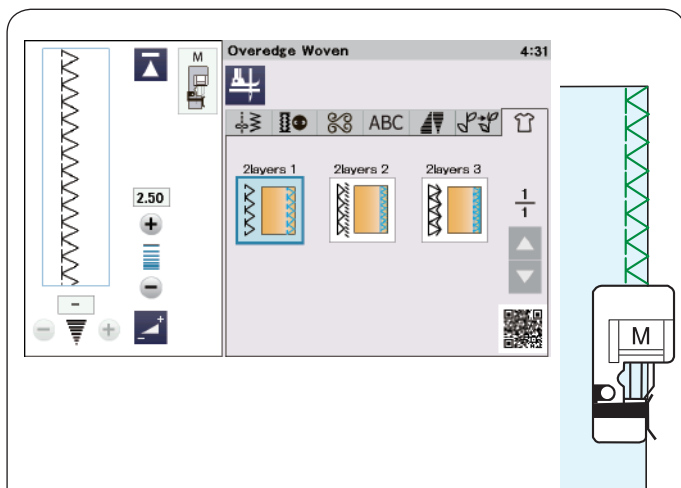 M
Overedge Woven 4:31
ABC
2layers 1 2layers 2 2layers 3
2.50
1
1
M